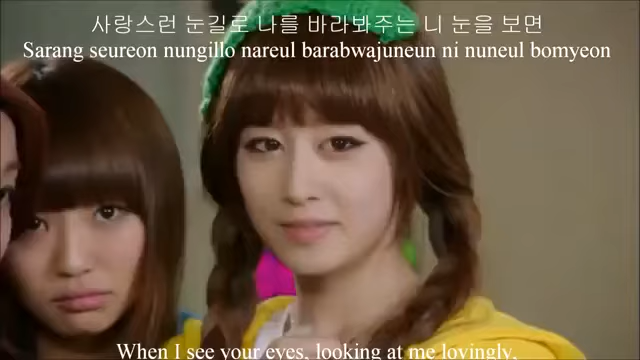 사랑스런 눈길로 나를 바라봐주는 니 눈을 보면
Sarang seureon nungillo nareul barabwajuneun ni nuneul bomyeon
When I see your eyes, looking at me lovingly.